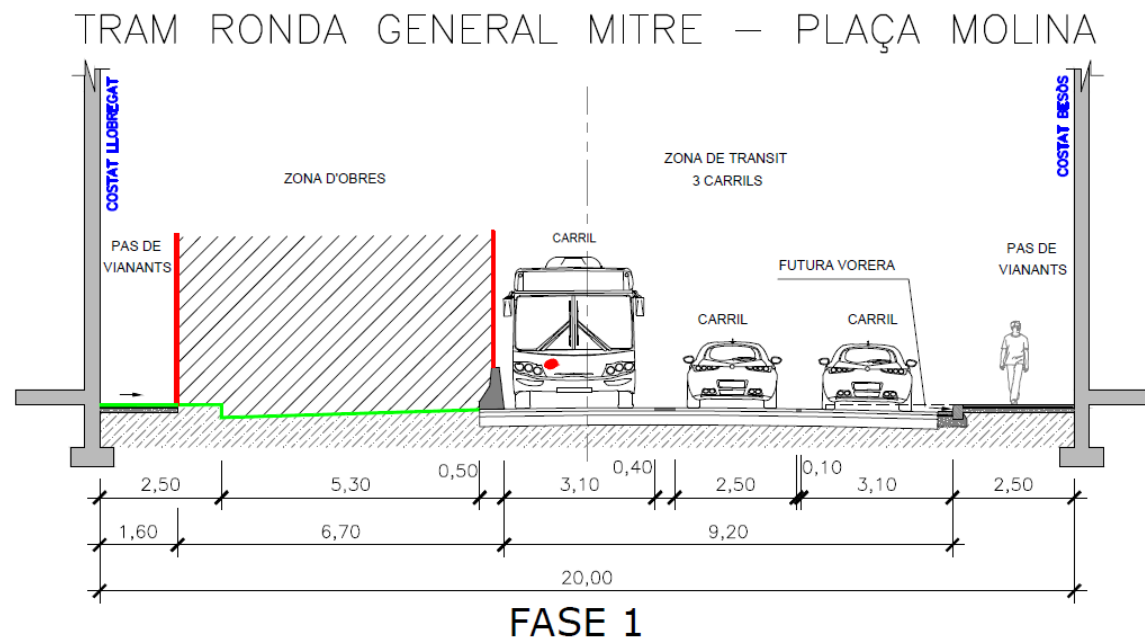 TRAM RONDA GENERAL MITRE – PLAÇA MOLINA
COSTAT LLOBREGAT
COSTAT BESÒS
ZONA DE TRANSIT
3 CARRILS
ZONA D'OBRES
CARRIL
PAS DE
VIANANTS
FUTURA VORERA
PAS DE
VIANANTS
CARRIL
CARRIL
2,50
5,30
0,50
3,10
0,40
2,50
0,10
3,10
2,50
1,60
6,70
9,20
20,00
FASE 1